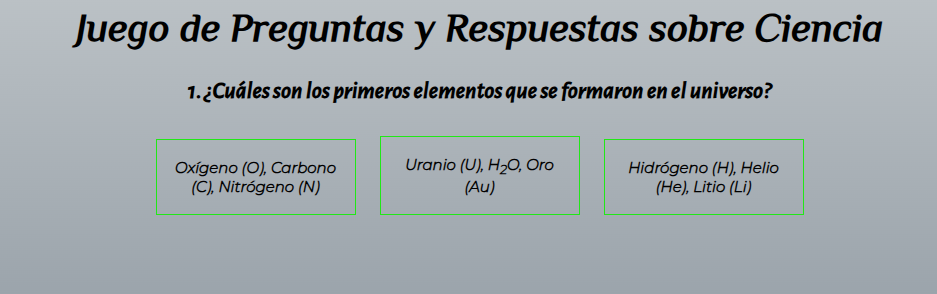 Juego de Preguntas y Respuestas sobre Ciencia
1. ¿Cuáles son los primeros elementos que se formaron en el universo?
Oxígeno (O), Carbono
(C), Nitrógeno (N)
Uranio (U), H₂O, Oro
(Au)
Hidrógeno (H), Helio
(He), Litio (Li)